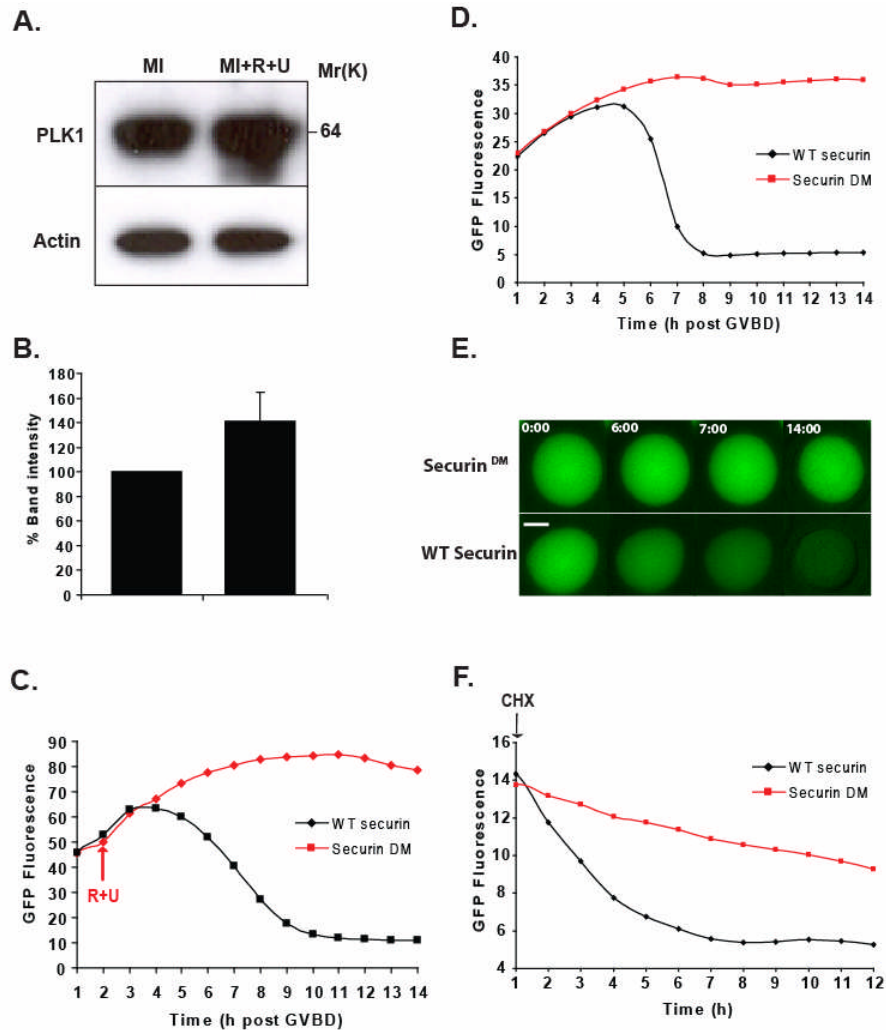 A.
MI MI+R+U Mr(K)
PLK1
64
Actin
B.
% Band intensity
180
160
140
120
100
80
60
40
20
0
C.
GFP Fluorescence
90
80
70
60
50
40
30
20
10
0
R+U
WT securin
Securin DM
1 2 3 4 5 6 7 8 9 10 11 12 13 14
Time (h post GVBD)
D.
GFP Fluorescence
40
35
30
25
20
15
10
5
0
WT securin
Securin DM
1 2 3 4 5 6 7 8 9 10 11 12 13 14
Time (h post GVBD)
E.
0:00 6:00 7:00 14:00
Securin DM
WT Securin
F.
CHX
GFP Fluorescence
16
14
12
10
8
6
4
WT securin
Securin DM
1 2 3 4 5 6 7 8 9 10 11 12
Time (h)